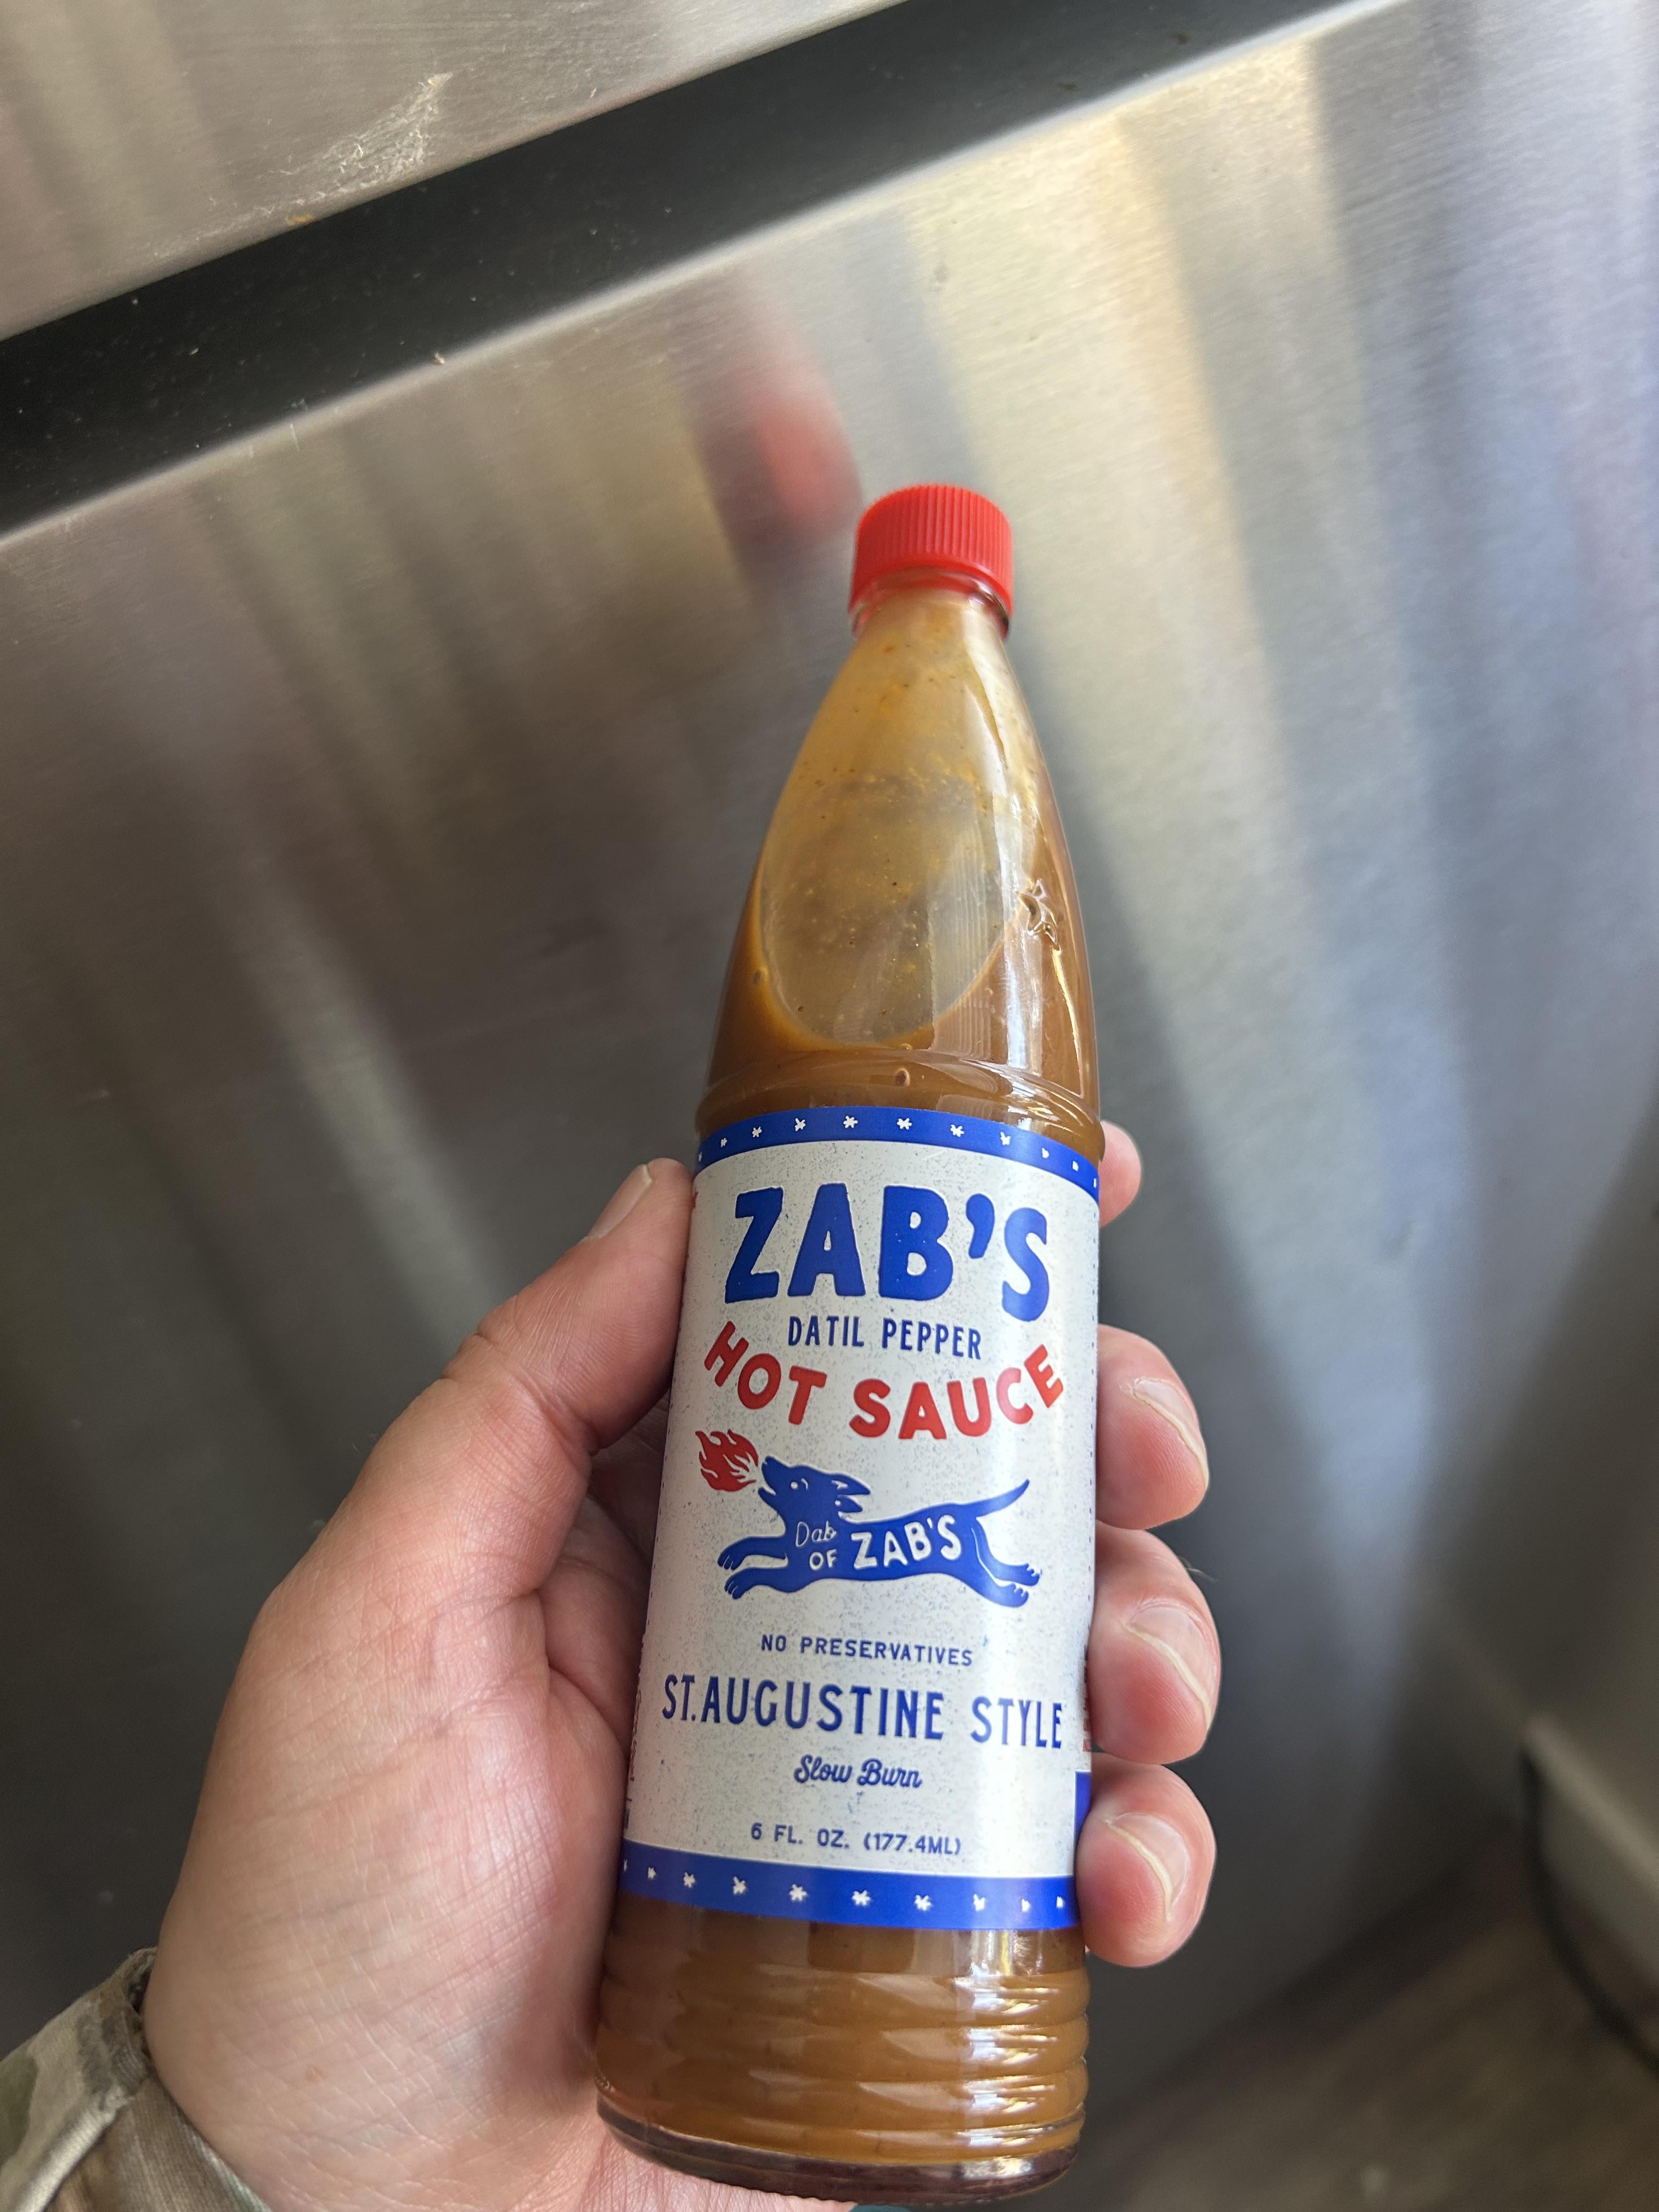 ZAB'S
DATIL PEPPER
HOT SAUCE
Dab
OF ZAB'S
NO PRESERVATIVES
ST. AUGUSTINE STYLE
Slow Burn
6 FL. OZ. (177.4ML)